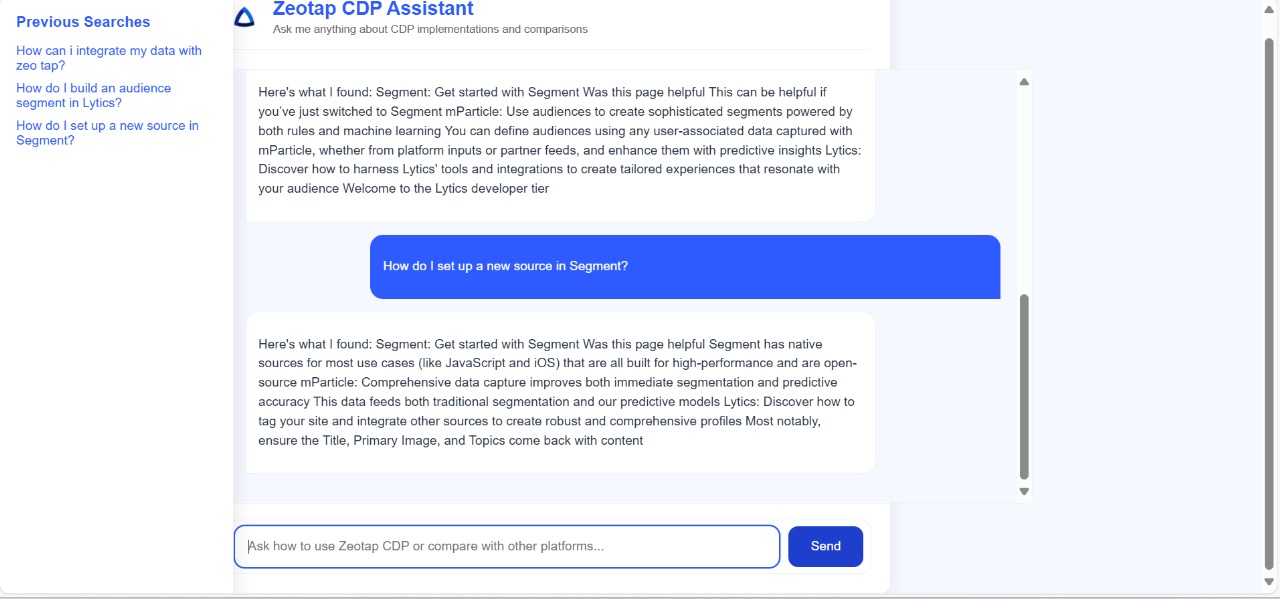 Previous Searches
How can i integrate my data with
zeo tap?
How do I build an audience
segment in Lytics?
How do I set up a new source in
Segment?
Zeotap CDP Assistant
Ask me anything about CDP implementations and comparisons
Here's what I found: Segment: Get started with Segment Was this page helpful This can be helpful if
you've just switched to Segment mParticle: Use audiences to create sophisticated segments powered by
both rules and machine learning You can define audiences using any user-associated data captured with
mParticle, whether from platform inputs or partner feeds, and enhance them with predictive insights Lytics:
Discover how to harness Lytics' tools and integrations to create tailored experiences that resonate with
your audience Welcome to the Lytics developer tier
How do I set up a new source in Segment?
Here's what I found: Segment: Get started with Segment Was this page helpful Segment has native
sources for most use cases (like JavaScript and iOS) that are all built for high-performance and are open-
source mParticle: Comprehensive data capture improves both immediate segmentation and predictive
accuracy This data feeds both traditional segmentation and our predictive models Lytics: Discover how to
tag your site and integrate other sources to create robust and comprehensive profiles Most notably,
ensure the Title, Primary Image, and Topics come back with content
Ask how to use Zeotap CDP or compare with other platforms...
Send